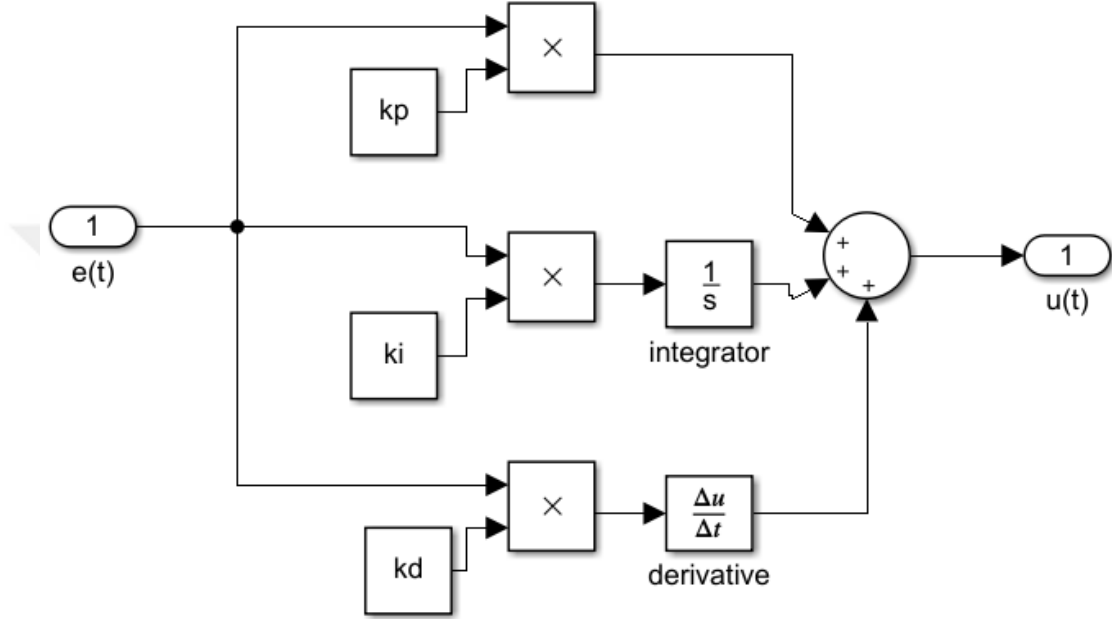 ×
kp
1
e(t)
×
1
s
integrator
ki
+
+
+
1
u(t)
×
Δu
Δt
derivative
kd